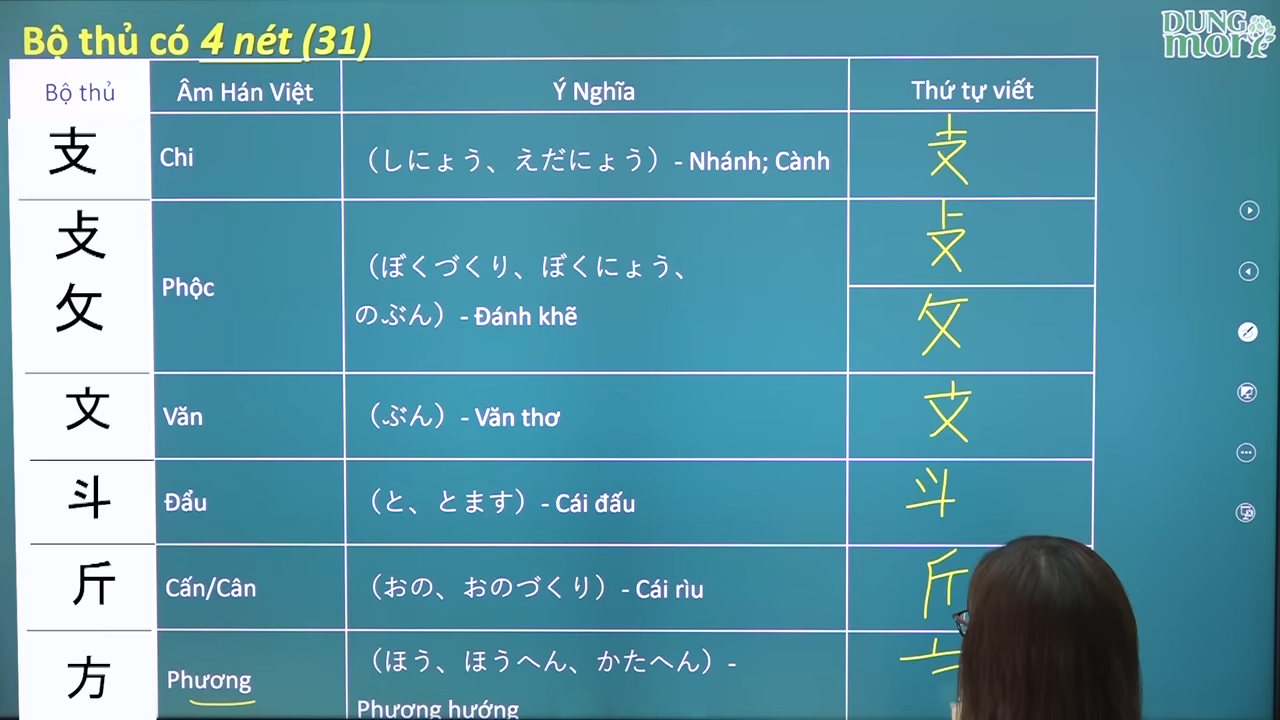 Bộ thủ có 4 nét (31)
DUNG
mori
Bộ thủ Âm Hán Việt Ý Nghĩa Thứ tự viết
支 Chi （しにょう、えだにょう）- Nhánh; Cành 支
攴 攵 Phộc （ぼくづくり、ぼくにょう、
のぶん）- Đánh khẽ 攴 攵
文 Văn （ぶん）- Văn thơ 文
斗 Đẩu （と、とます）- Cái đấu 斗
斤 Cấn/Cân （おの、おのづくり）- Cái rìu 斤
方 Phương （ほう、ほうへん、かたへん）-
Phương hướng